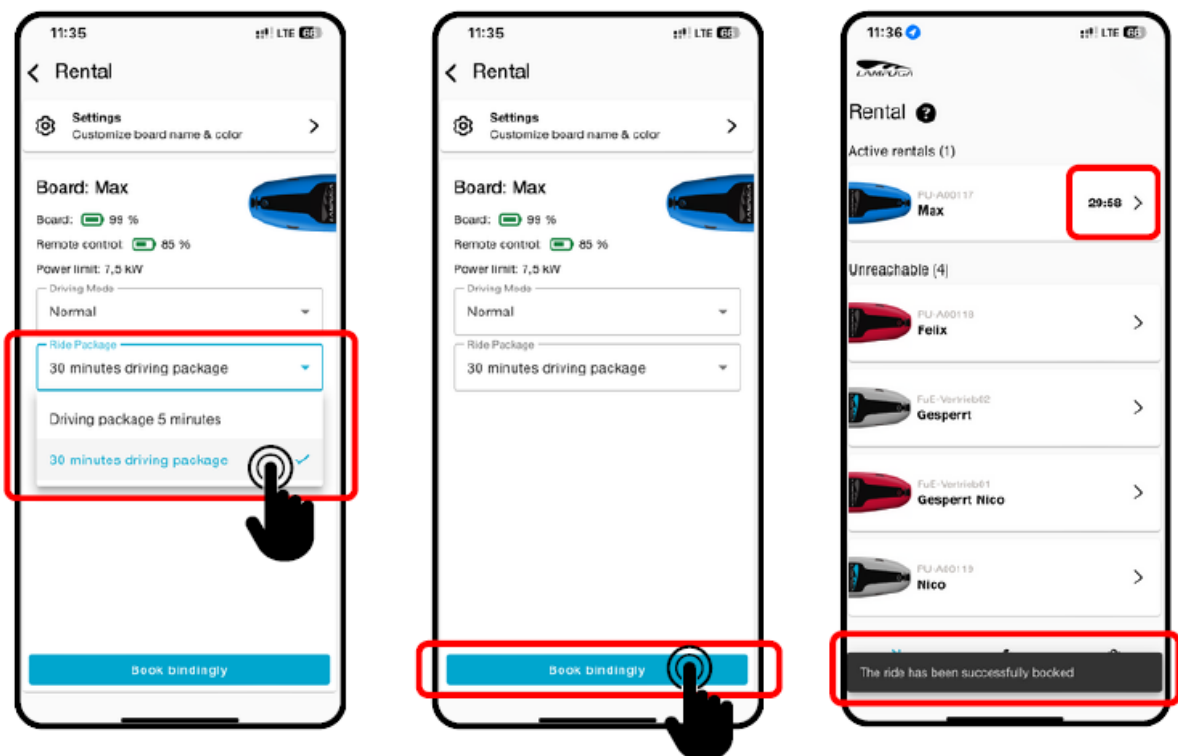 11:35
LTE 66
Rental
Settings
Customize board name & color
Board: Max
Board: 99 %
Remote control: 85 %
Power limit: 7,5 kW
Driving Mode
Normal
Ride Package
30 minutes driving package
Driving package 5 minutes
30 minutes driving package
Book bindingly
11:35
LTE 66
Rental
Settings
Customize board name & color
Board: Max
Board: 99 %
Remote control: 85 %
Power limit: 7,5 kW
Driving Mode
Normal
Ride Package
30 minutes driving package
Book bindingly
11:36
LTE 66
LAMPUGA
Rental ?
Active rentals (1)
PU-A00117
Max
29:58
Unreachable (4)
PU-A00118
Felix
FuE-Vertrieb02
Gesperrt
FuE-Vertrieb01
Gesperrt Nico
PU-A00119
Nico
The ride has been successfully booked